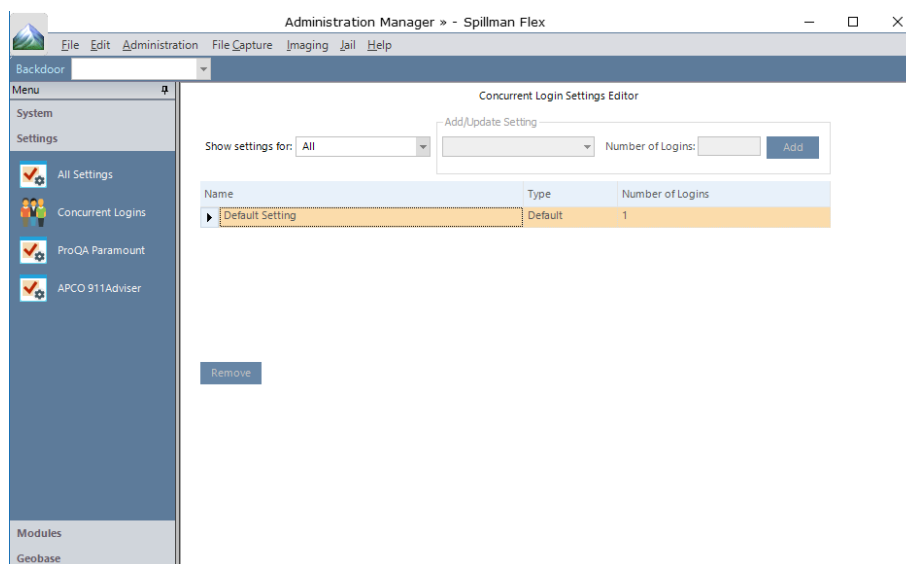 Administration Manager » - Spillman Flex
File Edit Administration File Capture Imaging Jail Help
Backdoor
Menu
System
Settings
All Settings
Concurrent Logins
ProQA Paramount
APCO 911Adviser
Modules
Geobase
Concurrent Login Settings Editor
Add/Update Setting
Show settings for: All Number of Logins: Add
Name Type Number of Logins
Default Setting Default 1
Remove